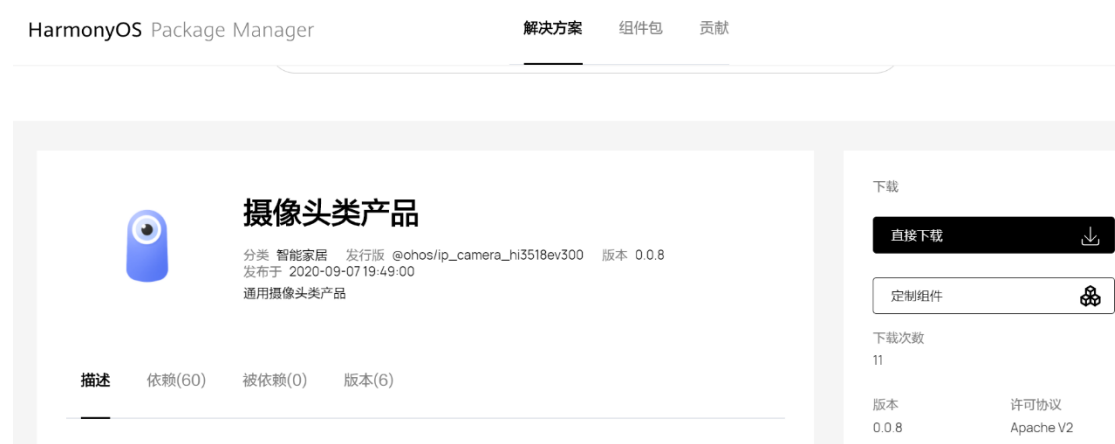 HarmonyOS Package Manager
解决方案 组件包 贡献
摄像头类产品
分类 智能家居 发行版 @ohos/ip_camera_hi3518ev300 版本 0.0.8
发布于 2020-09-07 19:49:00
通用摄像头类产品
描述 依赖(60) 被依赖(0) 版本(6)
下载
直接下载
定制组件
下载次数
11
版本 许可协议
0.0.8 Apache V2